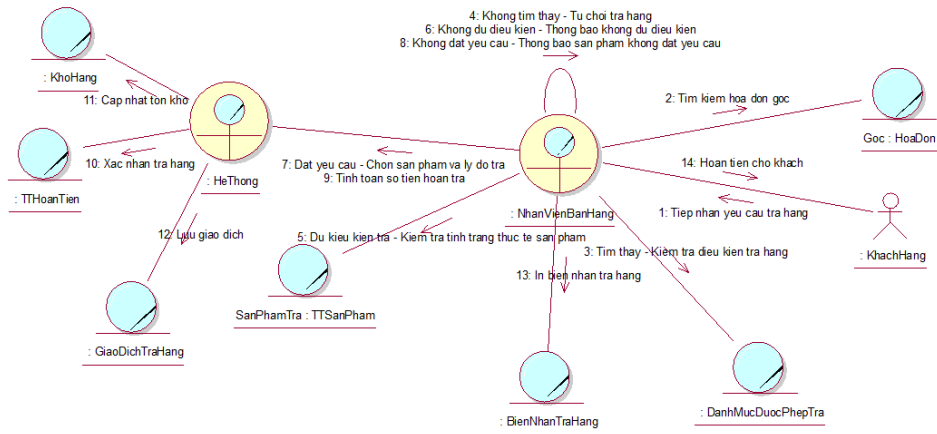 4: Khong tim thay - Tu choi tra hang
6: Khong du dieu kien - Thong bao khong du dieu kien
8: Khong dat yeu cau - Thong bao san pham khong dat yeu cau
: KhoHang
11: Cap nhat ton kho
2: Tim kiem hoa don goc
Goc : HoaDon
10: Xac nhan tra hang
: HeThong
7: Dat yeu cau - Chon san pham va ly do tra
9: Tinh toan so tien hoan tra
14: Hoan tien cho khach
: TTHoanTien
: NhanVienBanHang
1: Tiep nhan yeu cau tra hang
12: Luu giao dich
5: Du kieu kien tra - Kiem tra tinh trang thuc te san pham
3: Tim thay - Kiem tra dieu kien tra hang
: KhachHang
13: In bien nhan tra hang
SanPhamTra : TTSanPham
: GiaoDichTraHang
: BienNhanTraHang
: DanhMucDuocPhepTra